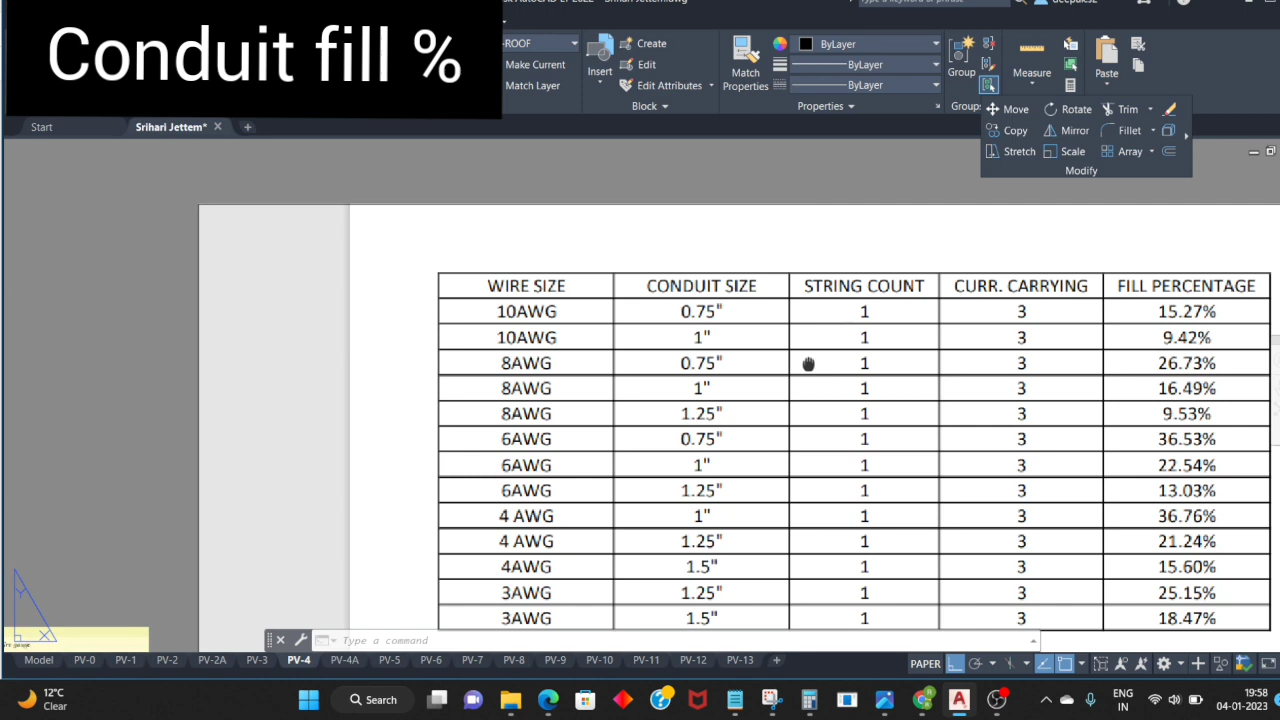 Conduit fill %
-ROOF
Make Current
Match Layer
Insert
Create
Edit
Edit Attributes
Block
Match
Properties
ByLayer
ByLayer
ByLayer
Properties
Group
Measure
Paste
Move Rotate Trim
Copy Mirror Fillet
Stretch Scale Array
Modify
Start Srihari Jettem*
WIRE SIZE CONDUIT SIZE STRING COUNT CURR. CARRYING FILL PERCENTAGE
10AWG 0.75" 1 3 15.27%
10AWG 1" 1 3 9.42%
8AWG 0.75" 1 3 26.73%
8AWG 1" 1 3 16.49%
8AWG 1.25" 1 3 9.53%
6AWG 0.75" 1 3 36.53%
6AWG 1" 1 3 22.54%
6AWG 1.25" 1 3 13.03%
4 AWG 1" 1 3 36.76%
4 AWG 1.25" 1 3 21.24%
4AWG 1.5" 1 3 15.60%
3AWG 1.25" 1 3 25.15%
3AWG 1.5" 1 3 18.47%
Y
X
Type a command
Model PV-0 PV-1 PV-2 PV-2A PV-3 PV-4 PV-4A PV-5 PV-6 PV-7 PV-8 PV-9 PV-10 PV-11 PV-12 PV-13 PAPER
12°C
Clear
Search
ENG
IN
19:58
04-01-2023